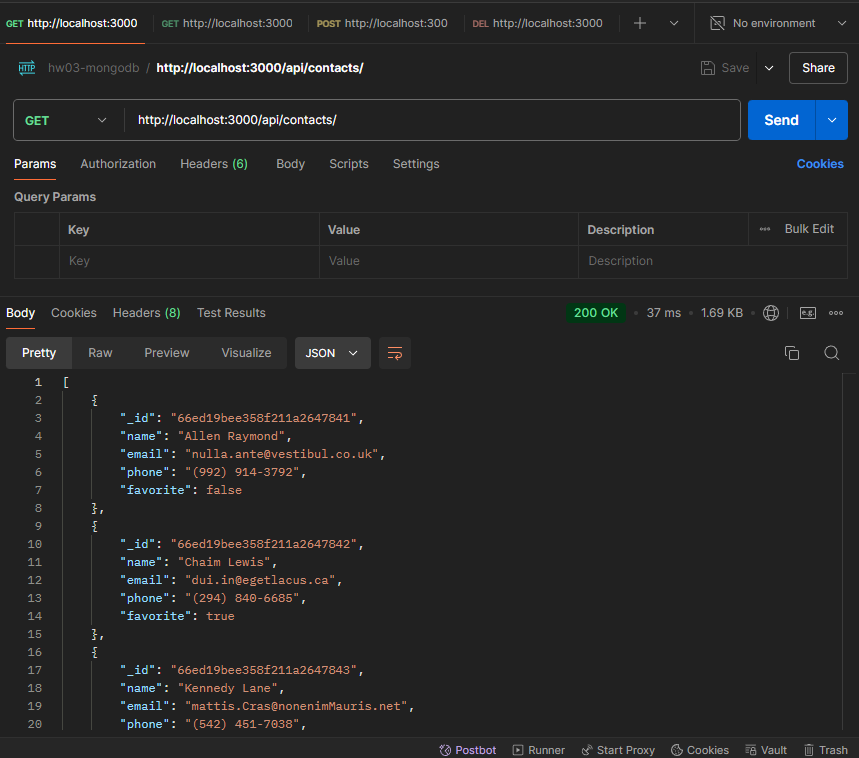 GET http://localhost:3000 GET http://localhost:3000 POST http://localhost:300 DEL http://localhost:3000 No environment
HTTP hw03-mongodb / http://localhost:3000/api/contacts/ Save Share
GET http://localhost:3000/api/contacts/ Send
Params Authorization Headers (6) Body Scripts Settings Cookies
Query Params
Key Value Description ••• Bulk Edit
Key Value Description
Body Cookies Headers (8) Test Results 200 OK • 37 ms • 1.69 KB • e.g. •••
Pretty Raw Preview Visualize JSON
1 [
2 {
3 "_id": "66ed19bee358f211a2647841",
4 "name": "Allen Raymond",
5 "email": "nulla.ante@vestibul.co.uk",
6 "phone": "(992) 914-3792",
7 "favorite": false
8 },
9 {
10 "_id": "66ed19bee358f211a2647842",
11 "name": "Chaim Lewis",
12 "email": "dui.in@egetlacus.ca",
13 "phone": "(294) 840-6685",
14 "favorite": true
15 },
16 {
17 "_id": "66ed19bee358f211a2647843",
18 "name": "Kennedy Lane",
19 "email": "mattis.Cras@nonenimMauris.net",
20 "phone": "(542) 451-7038",
Postbot Runner Start Proxy Cookies Vault Trash